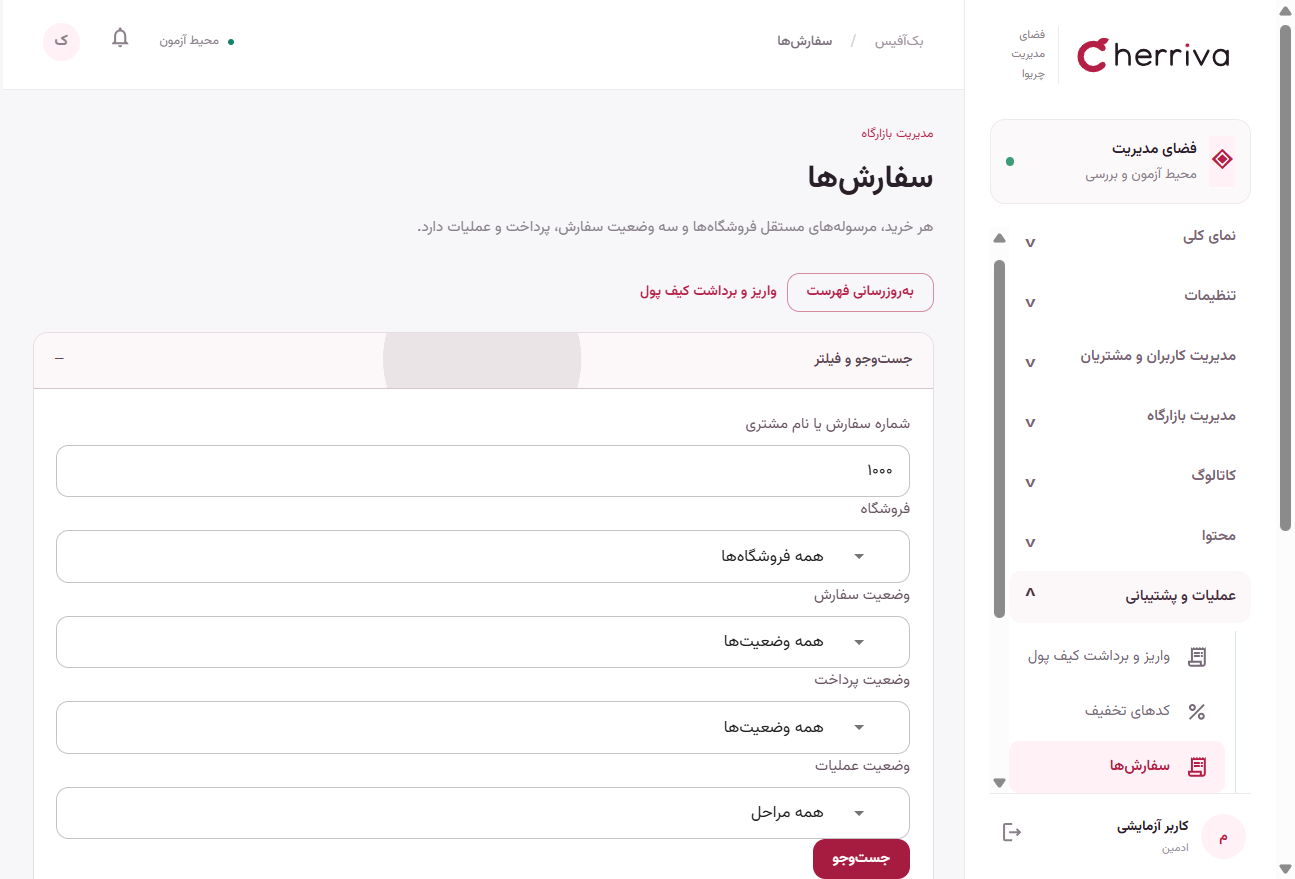 Cherriva
فضای
مدیریت
چریوا
فضای مدیریت
محیط آزمون و بررسی
نمای کلی
تنظیمات
مدیریت کاربران و مشتریان
مدیریت بازارگاه
کاتالوگ
محتوا
عملیات و پشتیبانی
واریز و برداشت کیف پول
کدهای تخفیف
سفارش‌ها
م
کاربر آزمایشی
ادمین
بک‌آفیس / سفارش‌ها
محیط آزمون
ک
مدیریت بازارگاه
سفارش‌ها
هر خرید، مرسوله‌های مستقل فروشگاه‌ها و سه وضعیت سفارش، پرداخت و عملیات دارد.
به‌روزرسانی فهرست
واریز و برداشت کیف پول
جست‌وجو و فیلتر
شماره سفارش یا نام مشتری
۱۰۰۰
فروشگاه
همه فروشگاه‌ها
وضعیت سفارش
همه وضعیت‌ها
وضعیت پرداخت
همه وضعیت‌ها
وضعیت عملیات
همه مراحل
جست‌وجو